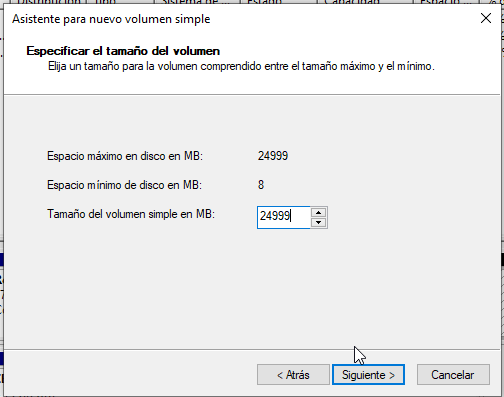 Asistente para nuevo volumen simple
Especificar el tamaño del volumen
Elija un tamaño para la volumen comprendido entre el tamaño máximo y el mínimo.
Espacio máximo en disco en MB: 24999
Espacio mínimo de disco en MB: 8
Tamaño del volumen simple en MB: 24999
< Atrás Siguiente > Cancelar